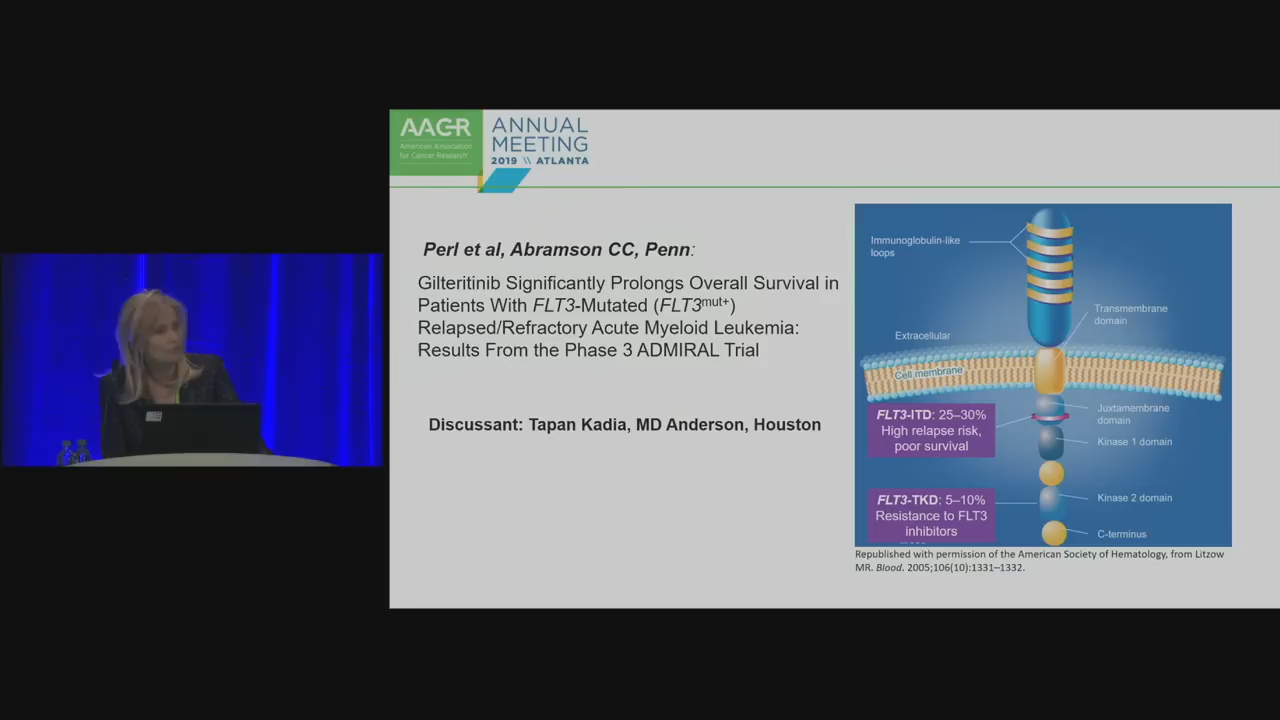 AACR
American Association
for Cancer Research
ANNUAL
MEETING
2019 \\ ATLANTA
Perl et al, Abramson CC, Penn:
Gilteritinib Significantly Prolongs Overall Survival in
Patients With FLT3-Mutated (FLT3mut+)
Relapsed/Refractory Acute Myeloid Leukemia:
Results From the Phase 3 ADMIRAL Trial
Discussant: Tapan Kadia, MD Anderson, Houston
Immunoglobulin-like
loops
Transmembrane
domain
Extracellular
Cell membrane
FLT3-ITD: 25–30%
High relapse risk,
poor survival
Juxtamembrane
domain
Kinase 1 domain
FLT3-TKD: 5–10%
Resistance to FLT3
inhibitors
Kinase 2 domain
C-terminus
Republished with permission of the American Society of Hematology, from Litzow
MR. Blood. 2005;106(10):1331–1332.